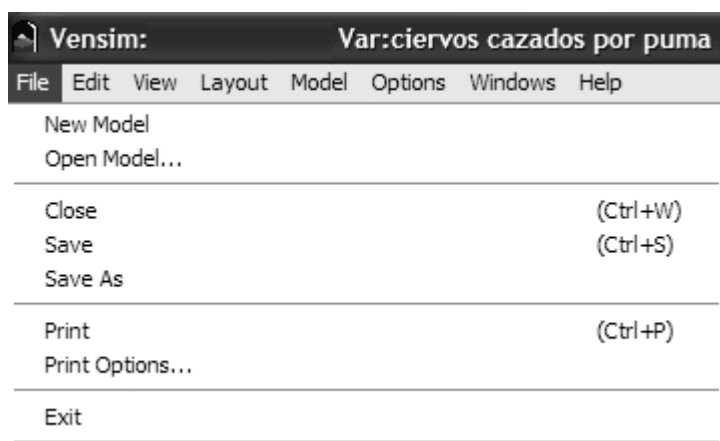 Vensim: Var:ciervos cazados por puma
File Edit View Layout Model Options Windows Help
New Model
Open Model...
Close (Ctrl+W)
Save (Ctrl+S)
Save As
Print (Ctrl+P)
Print Options...
Exit